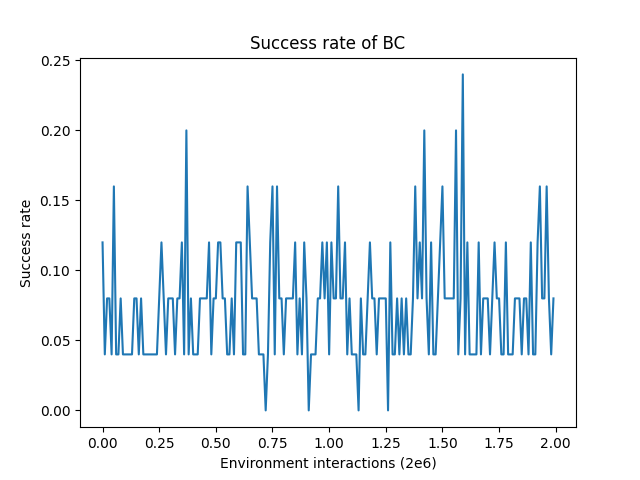 Success rate of BC
Success rate
0.25
0.20
0.15
0.10
0.05
0.00
0.00 0.25 0.50 0.75 1.00 1.25 1.50 1.75 2.00
Environment interactions (2e6)